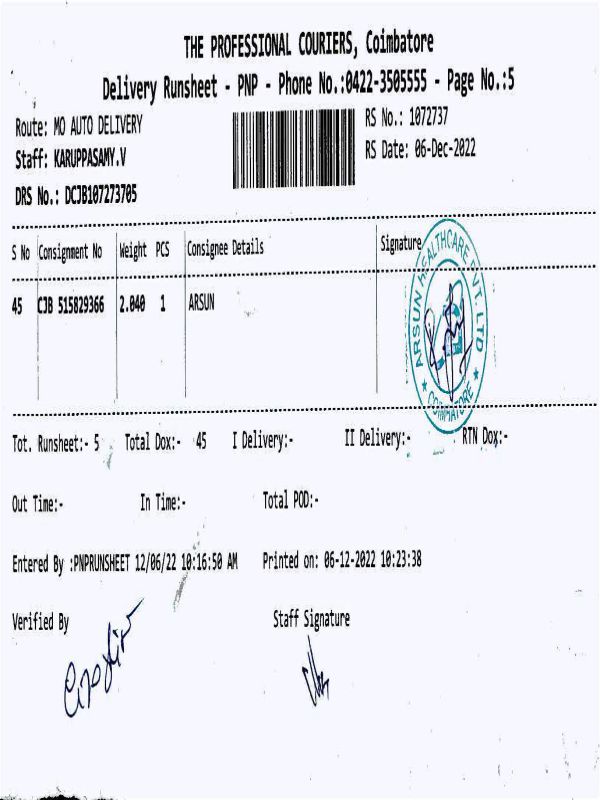 THE PROFESSIONAL COURIERS, Coimbatore
Delivery Runsheet - PNP - Phone No.:0422-3505555 - Page No.:5
Route: MO AUTO DELIVERY
RS No.: 1072737
Staff: KARUPPASAMY.V
RS Date: 06-Dec-2022
DRS No.: DCJB107273705
S No Consignment No Weight PCS Consignee Details Signature
45 CJB 515829366 2.040 1 ARSUN
ARSUN HEALTHCARE PVT. LTD
★ COIMBATORE ★
Tot. Runsheet:- 5 Total Dox:- 45 I Delivery:- II Delivery:- RTN Dox:-
Out Time:- In Time:- Total POD:-
Entered By :PNPRUNSHEET 12/06/22 10:16:50 AM Printed on: 06-12-2022 10:23:38
Verified By Staff Signature